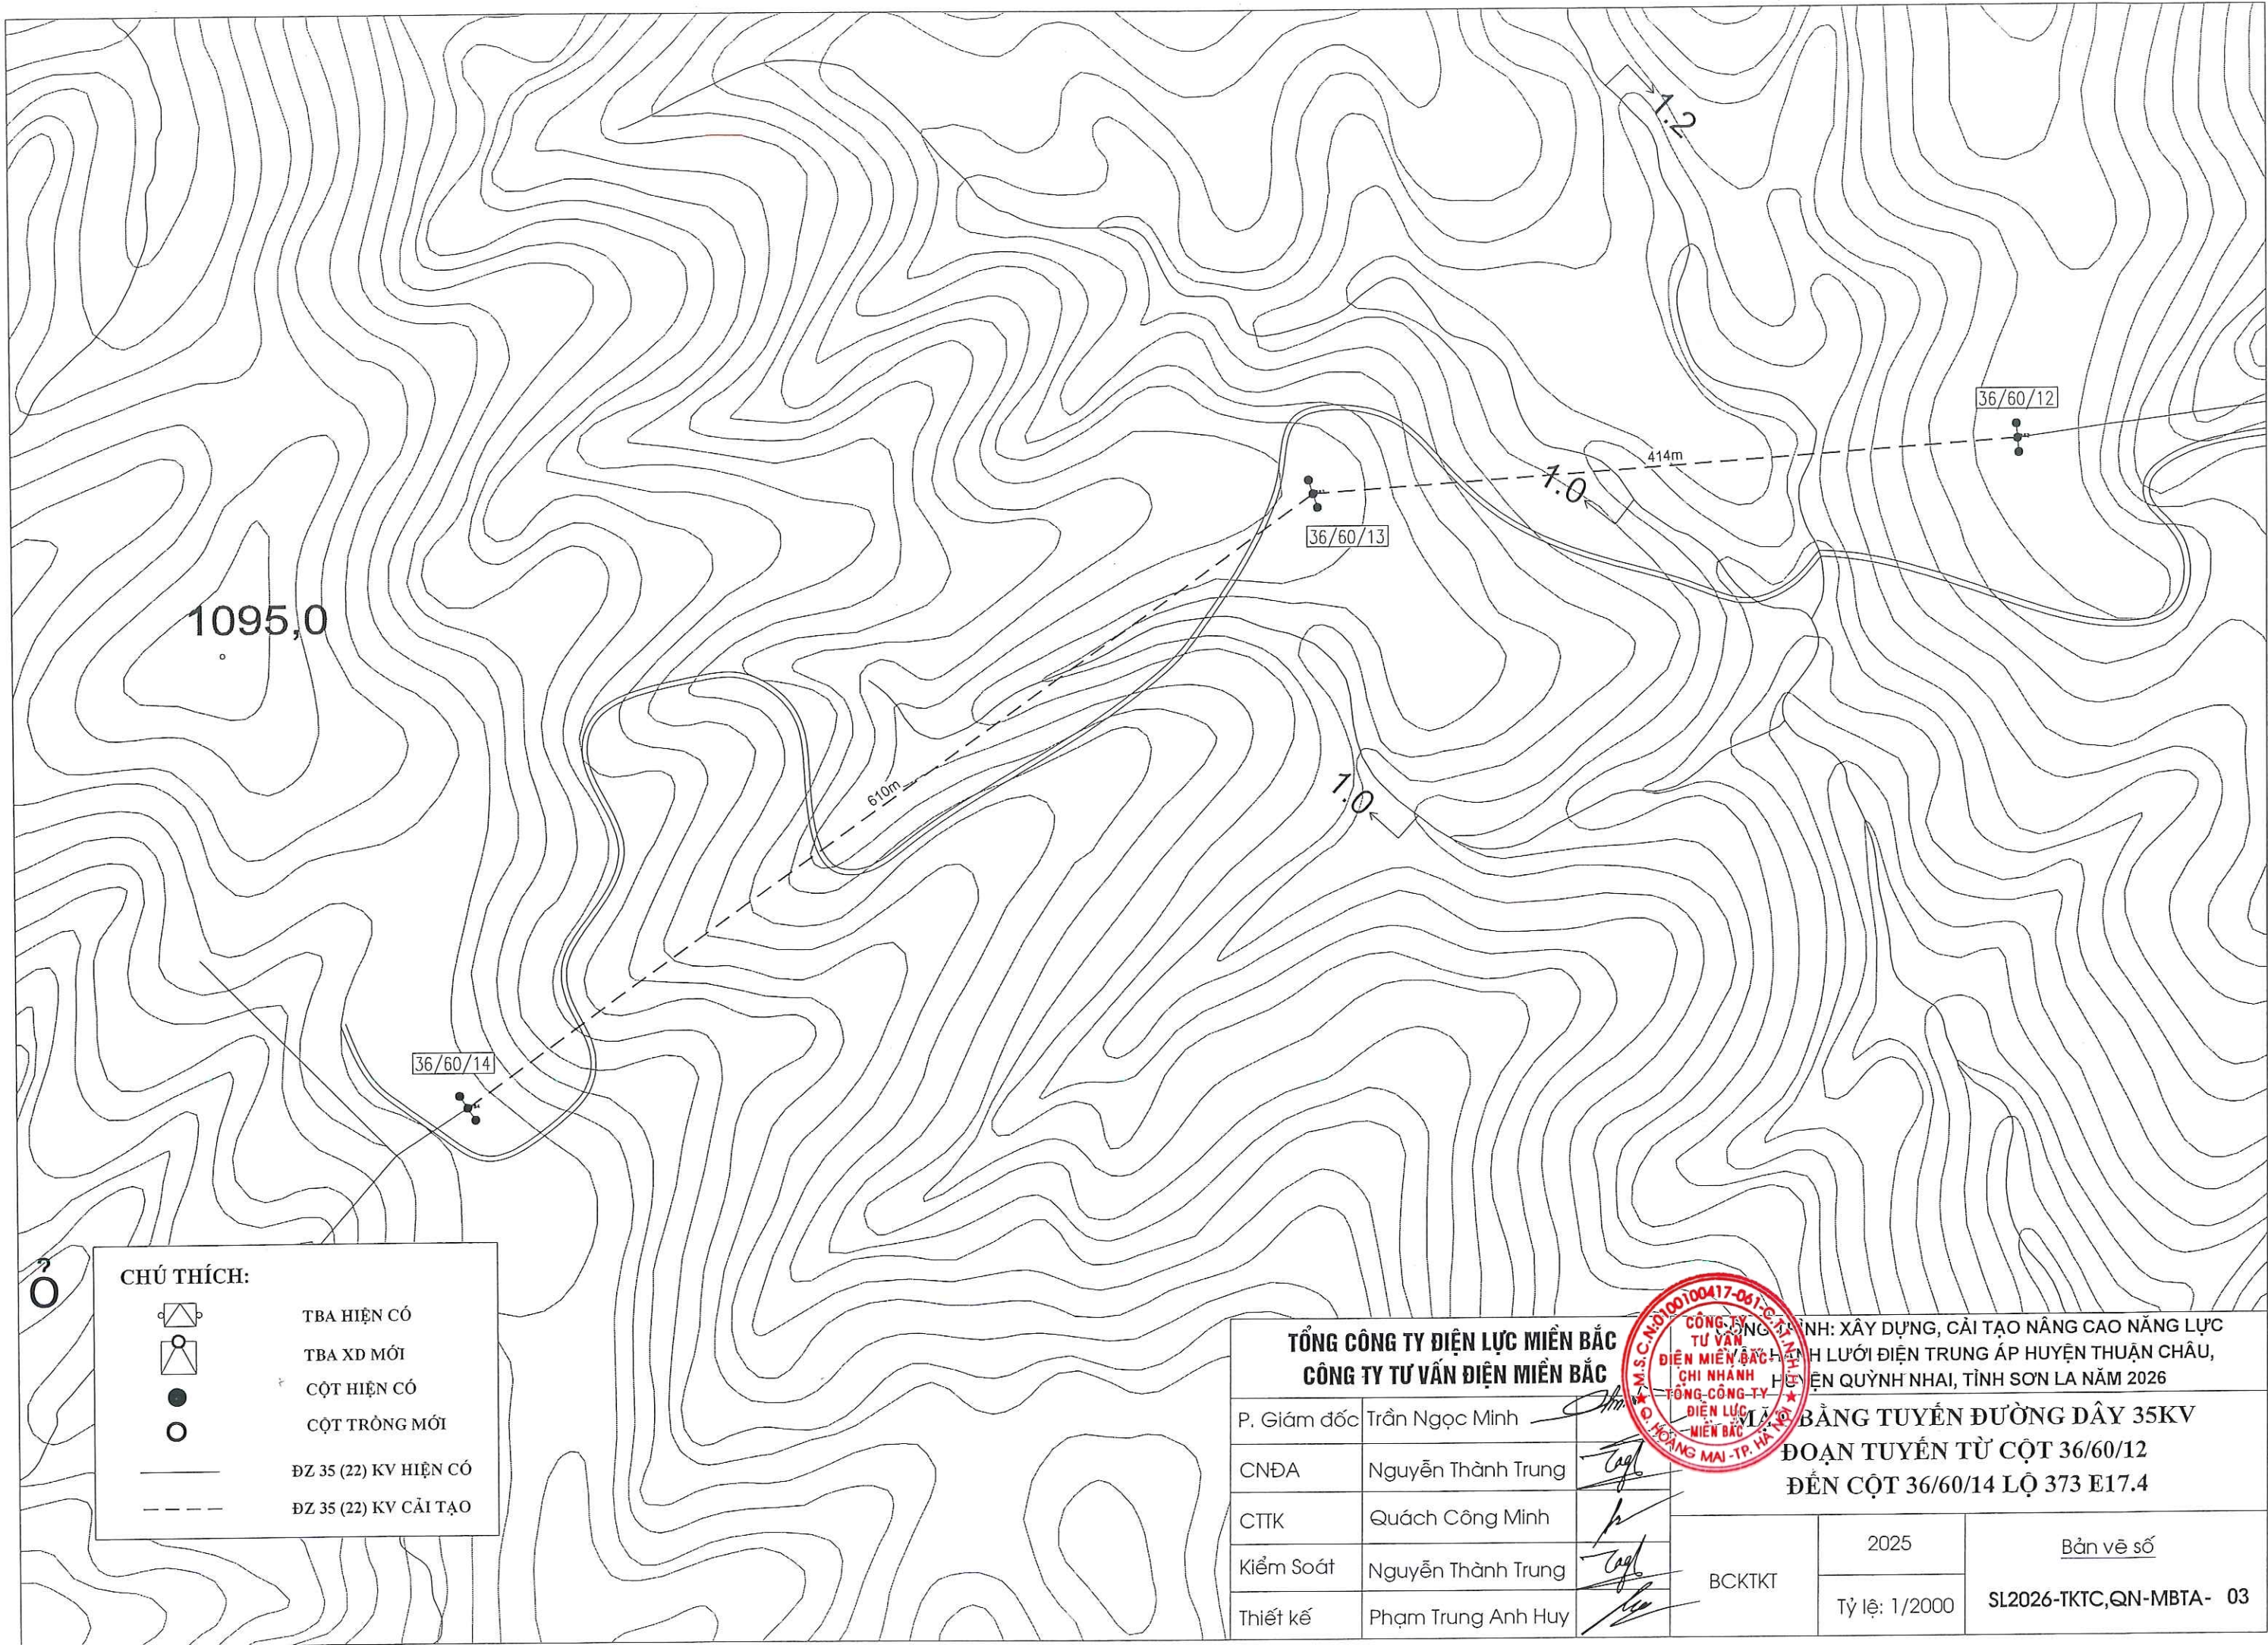 1.2
36/60/12
414m
1.0
36/60/13
1095,0
610m
1.0
36/60/14
CHÚ THÍCH:
TBA HIỆN CÓ
TBA XD MỚI
CỘT HIỆN CÓ
CỘT TRỒNG MỚI
ĐZ 35 (22) KV HIỆN CÓ
ĐZ 35 (22) KV CẢI TẠO
TỔNG CÔNG TY ĐIỆN LỰC MIỀN BẮC
CÔNG TY TƯ VẤN ĐIỆN MIỀN BẮC
P. Giám đốc Trần Ngọc Minh
CNĐA Nguyễn Thành Trung
CTTK Quách Công Minh
Kiểm Soát Nguyễn Thành Trung
Thiết kế Phạm Trung Anh Huy
M.S.C.N:0100100417-061-C.T.T.N.H.H
CÔNG TY
TƯ VẤN
ĐIỆN MIỀN BẮC-
CHI NHÁNH
TỔNG CÔNG TY
ĐIỆN LỰC
MIỀN BẮC
Q. HOÀNG MAI -TP. HÀ NỘI
XÂY DỰNG, CẢI TẠO NÂNG CAO NĂNG LỰC
LƯỚI ĐIỆN TRUNG ÁP HUYỆN THUẬN CHÂU,
HUYỆN QUỲNH NHAI, TỈNH SƠN LA NĂM 2026
BẰNG TUYẾN ĐƯỜNG DÂY 35KV
ĐOẠN TUYẾN TỪ CỘT 36/60/12
ĐẾN CỘT 36/60/14 LỘ 373 E17.4
BCKTKT
2025
Tỷ lệ: 1/2000
Bản vẽ số
SL2026-TKTC,QN-MBTA- 03